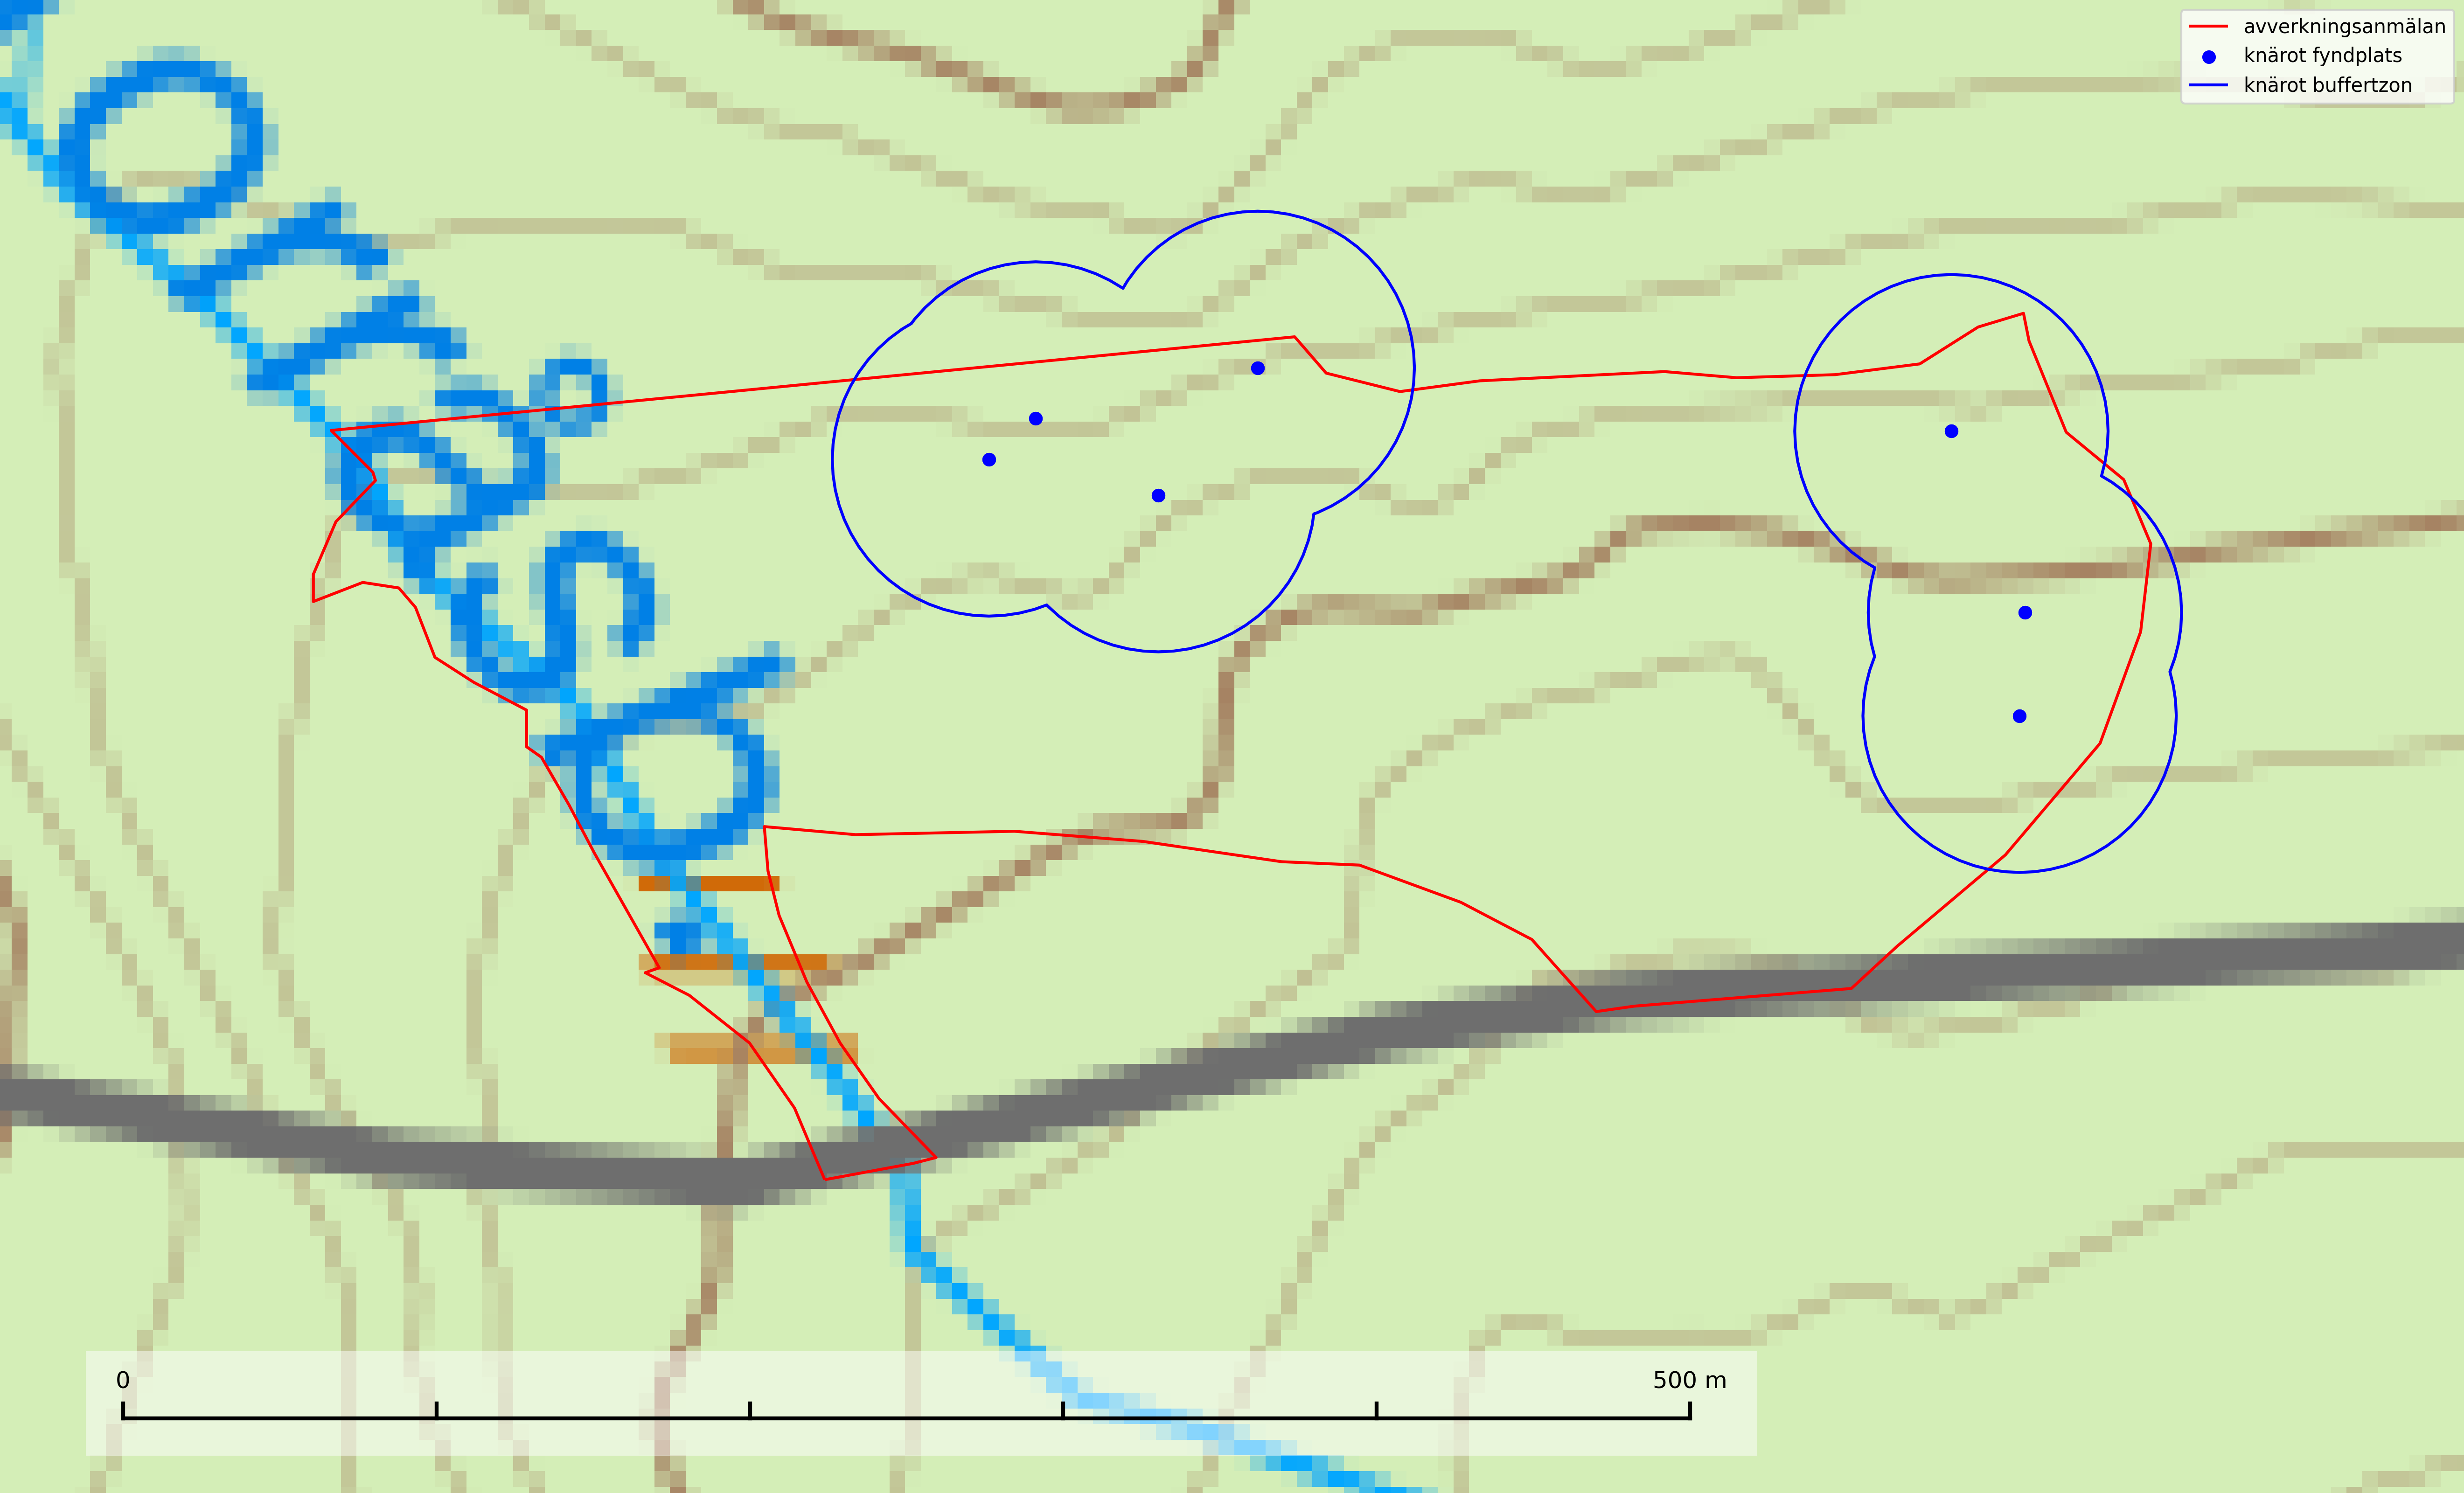 avverkningsanmälan
knärot fyndplats
knärot buffertzon
0
500 m